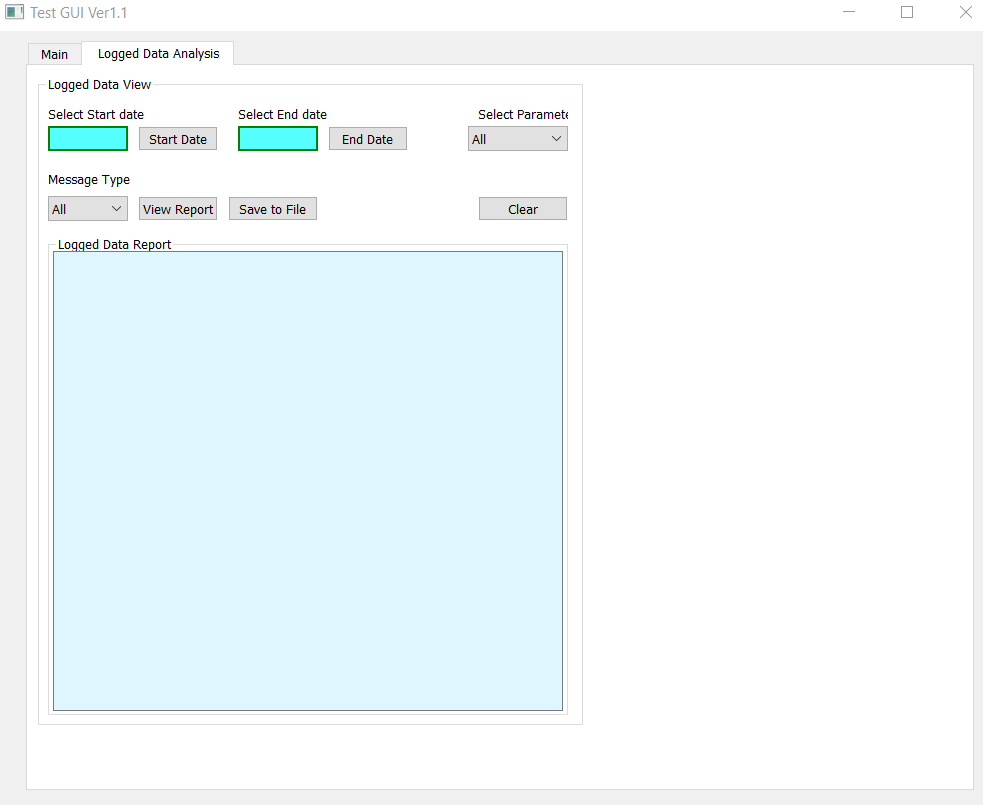 Test GUI Ver1.1
Main Logged Data Analysis
Logged Data View
Select Start date Select End date Select Paramete
Start Date End Date All
Message Type
All View Report Save to File Clear
Logged Data Report